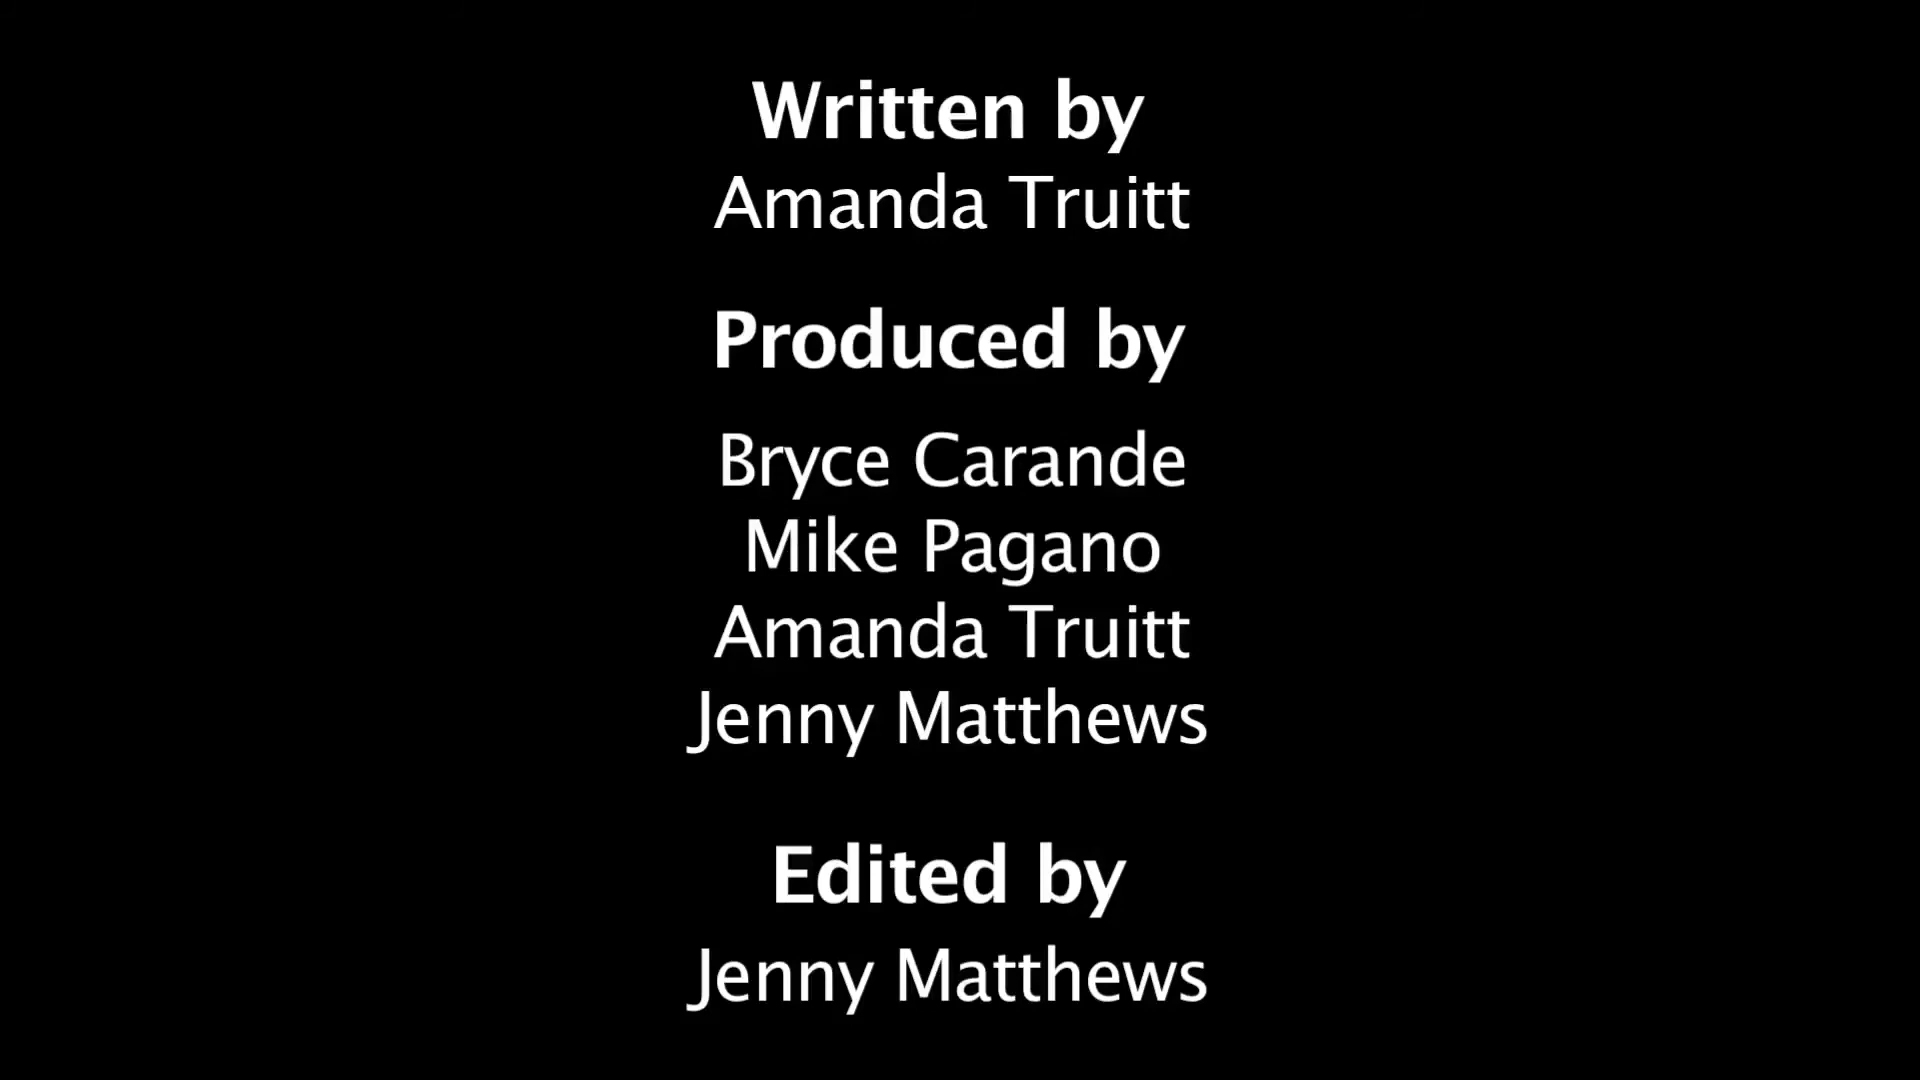 Written by
Amanda Truitt
Produced by
Bryce Carande
Mike Pagano
Amanda Truitt
Jenny Matthews
Edited by
Jenny Matthews